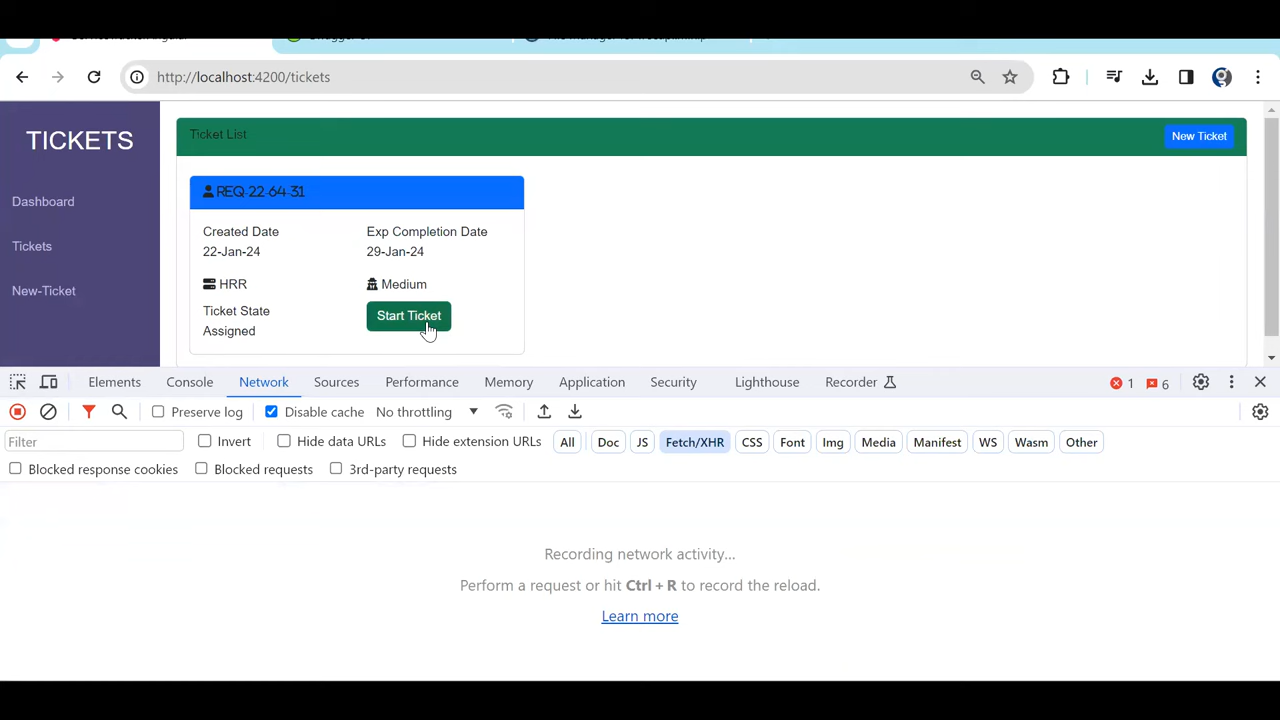 http://localhost:4200/tickets
TICKETS
Dashboard
Tickets
New-Ticket
Ticket List
New Ticket
REQ-22-64-31
Created Date
22-Jan-24
Exp Completion Date
29-Jan-24
HRR
Medium
Ticket State
Assigned
Start Ticket
Elements Console Network Sources Performance Memory Application Security Lighthouse Recorder 1 6
Preserve log Disable cache No throttling
Filter Invert Hide data URLs Hide extension URLs All Doc JS Fetch/XHR CSS Font Img Media Manifest WS Wasm Other
Blocked response cookies Blocked requests 3rd-party requests
Recording network activity...
Perform a request or hit Ctrl + R to record the reload.
Learn more